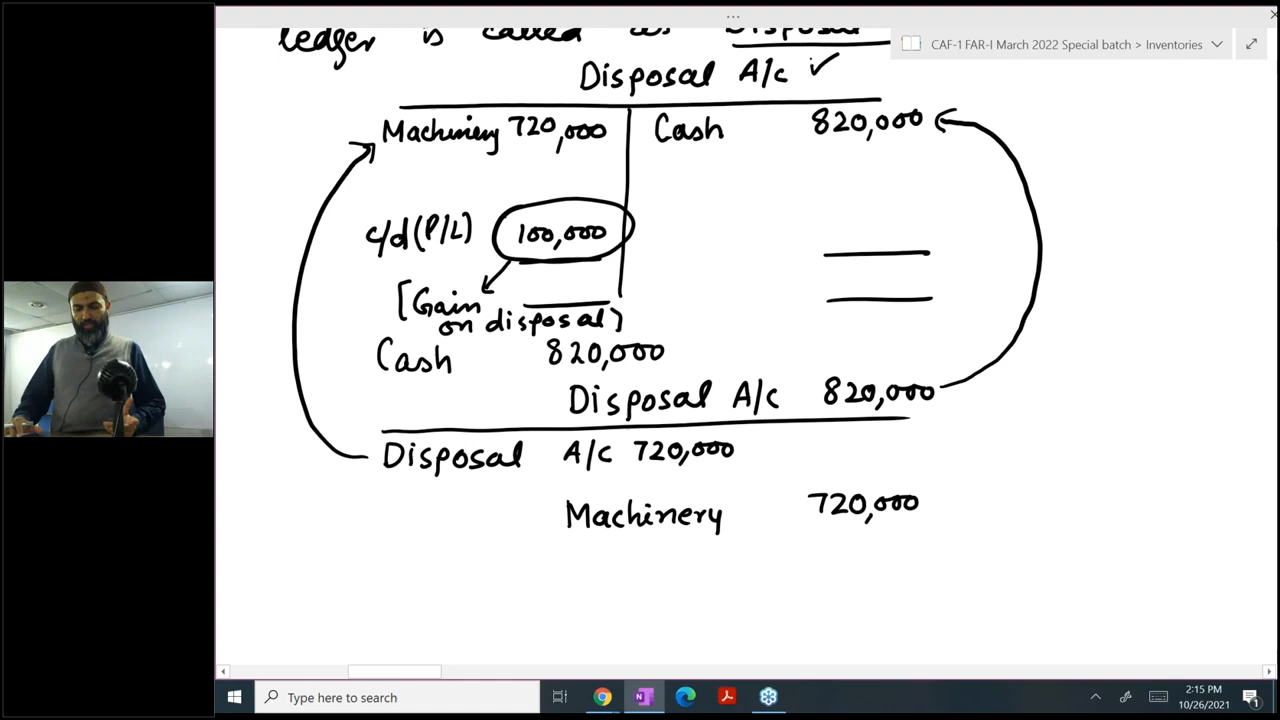 ledger is called as Disposal
CAF-1 FAR-I March 2022 Special batch > Inventories
Disposal A/c ✓
Machinery 720,000 Cash 820,000
c/d (P/L) 100,000
[Gain on disposal]
Cash 820,000
Disposal A/c 820,000
Disposal A/c 720,000
Machinery 720,000
Type here to search
2:15 PM
10/26/2021
1